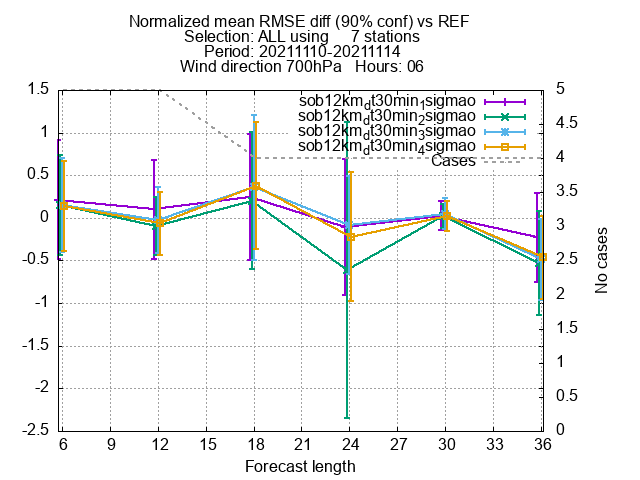 Normalized mean RMSE diff (90% conf) vs REF
Selection: ALL using 7 stations
Period: 20211110-20211114
Wind direction 700hPa Hours: 06
sob12km_dt30min_1sigmao
sob12km_dt30min_2sigmao
sob12km_dt30min_3sigmao
sob12km_dt30min_4sigmao
Cases
1.5
1
0.5
0
-0.5
-1
-1.5
-2
-2.5
5
4.5
4
3.5
3
2.5
2
1.5
1
0.5
0
No cases
6 9 12 15 18 21 24 27 30 33 36
Forecast length